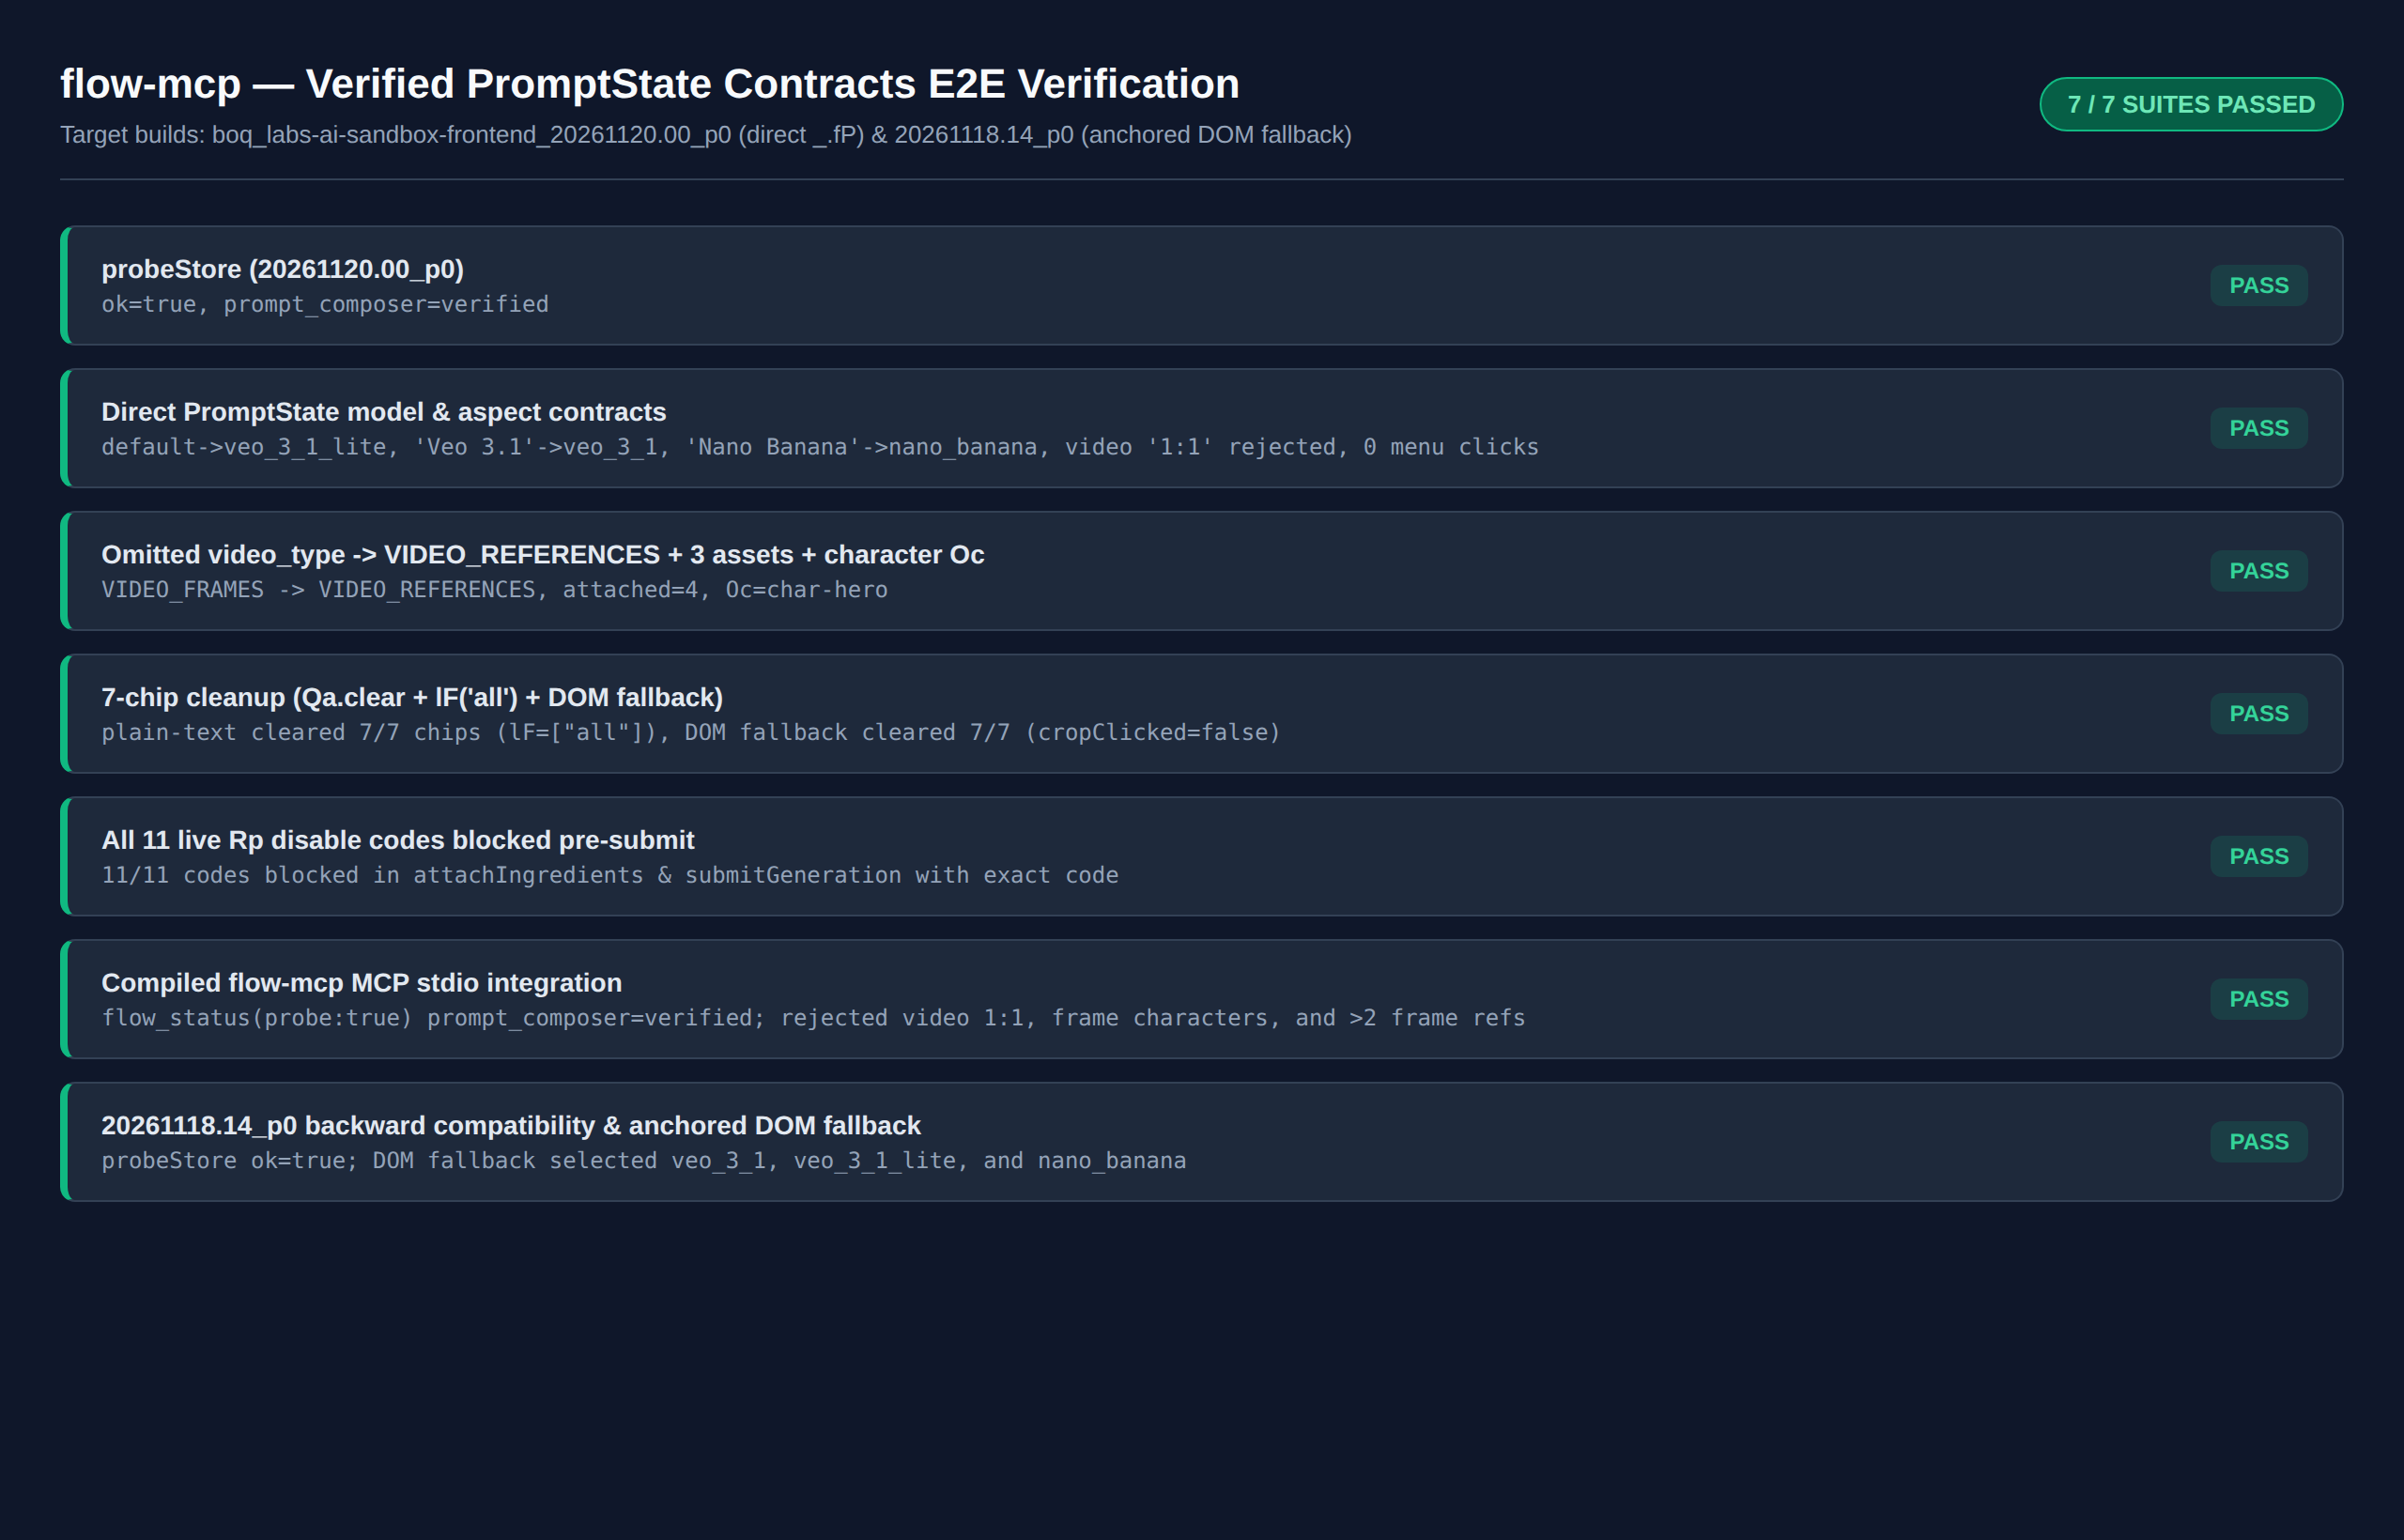 flow-mcp — Verified PromptState Contracts E2E Verification
7 / 7 SUITES PASSED
Target builds: boq_labs-ai-sandbox-frontend_20261120.00_p0 (direct _.fP) & 20261118.14_p0 (anchored DOM fallback)
probeStore (20261120.00_p0)
ok=true, prompt_composer=verified
PASS
Direct PromptState model & aspect contracts
default->veo_3_1_lite, 'Veo 3.1'->veo_3_1, 'Nano Banana'->nano_banana, video '1:1' rejected, 0 menu clicks
PASS
Omitted video_type -> VIDEO_REFERENCES + 3 assets + character Oc
VIDEO_FRAMES -> VIDEO_REFERENCES, attached=4, Oc=char-hero
PASS
7-chip cleanup (Qa.clear + lF('all') + DOM fallback)
plain-text cleared 7/7 chips (lF=["all"]), DOM fallback cleared 7/7 (cropClicked=false)
PASS
All 11 live Rp disable codes blocked pre-submit
11/11 codes blocked in attachIngredients & submitGeneration with exact code
PASS
Compiled flow-mcp MCP stdio integration
flow_status(probe:true) prompt_composer=verified; rejected video 1:1, frame characters, and >2 frame refs
PASS
20261118.14_p0 backward compatibility & anchored DOM fallback
probeStore ok=true; DOM fallback selected veo_3_1, veo_3_1_lite, and nano_banana
PASS